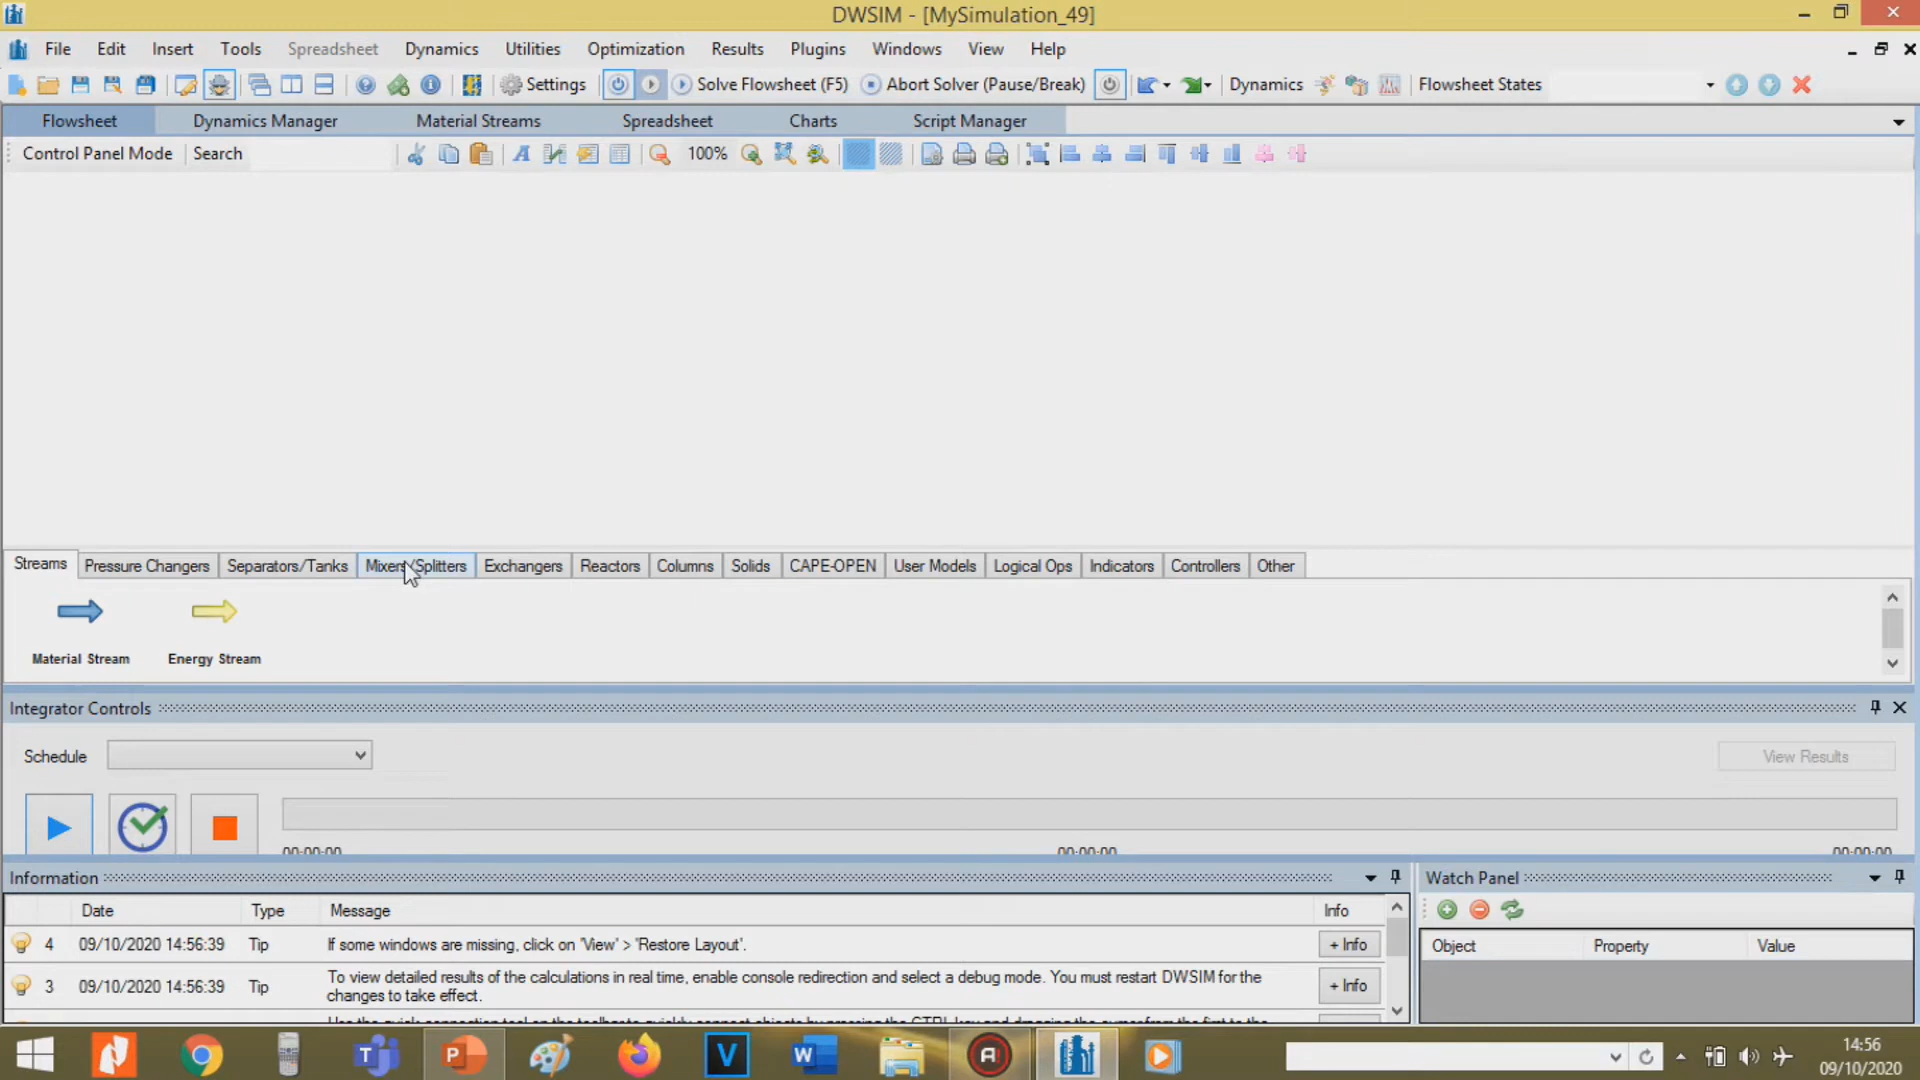 DWSIM - [MySimulation_49]
File Edit Insert Tools Spreadsheet Dynamics Utilities Optimization Results Plugins Windows View Help
Settings Solve Flowsheet (F5) Abort Solver (Pause/Break) Dynamics Flowsheet States
Flowsheet Dynamics Manager Material Streams Spreadsheet Charts Script Manager
Control Panel Mode Search 100%
Streams Pressure Changers Separators/Tanks Mixers/Splitters Exchangers Reactors Columns Solids CAPE-OPEN User Models Logical Ops Indicators Controllers Other
Material Stream Energy Stream
Integrator Controls
Schedule View Results
00:00:00 00:00:00 00:00:00
Information Watch Panel
Date Type Message Info
Object Property Value
4 09/10/2020 14:56:39 Tip If some windows are missing, click on 'View' > 'Restore Layout'. + Info
3 09/10/2020 14:56:39 Tip To view detailed results of the calculations in real time, enable console redirection and select a debug mode. You must restart DWSIM for the
changes to take effect. + Info
14:56
09/10/2020